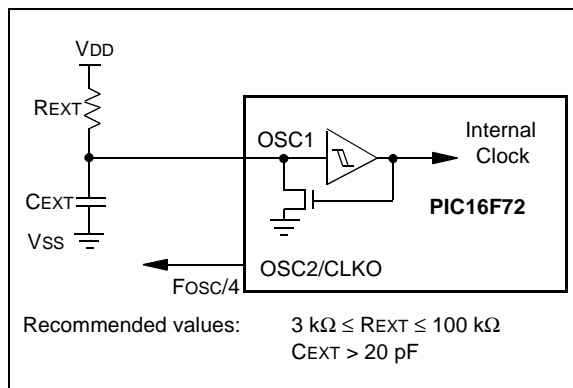 VDD
REXT
OSC1
Internal
Clock
CEXT
PIC16F72
VSS
OSC2/CLKO
FOSC/4
Recommended values: 3 kΩ ≤ REXT ≤ 100 kΩ
CEXT > 20 pF